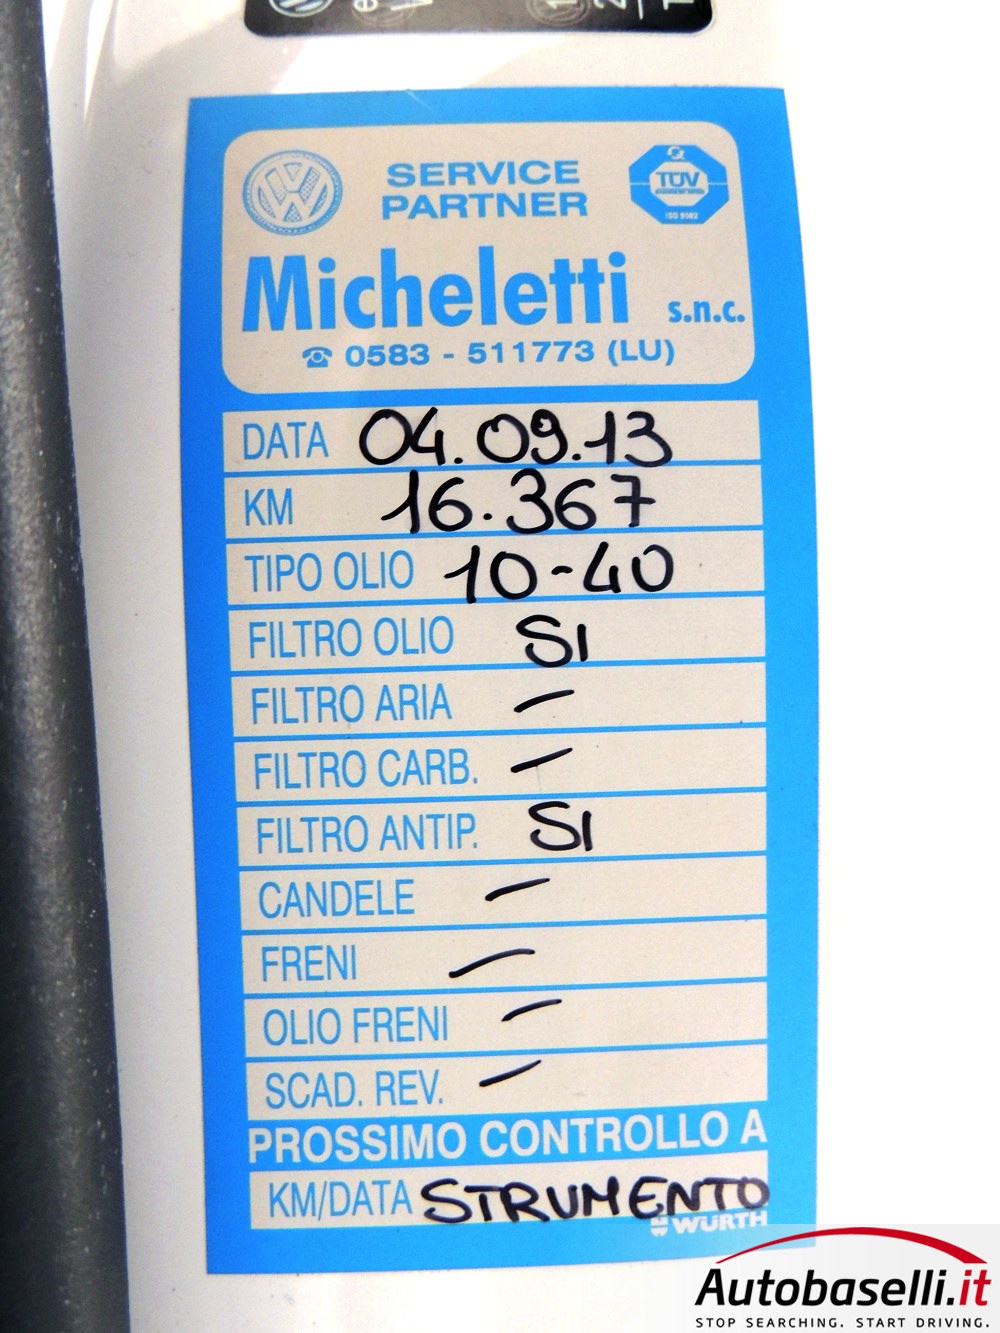 SERVICE
PARTNER
TÜV
ISO 9002
Micheletti s.n.c.
☎ 0583 - 511773 (LU)
DATA 04.09.13
KM 16.367
TIPO OLIO 10-40
FILTRO OLIO SI
FILTRO ARIA —
FILTRO CARB. —
FILTRO ANTIP. SI
CANDELE —
FRENI —
OLIO FRENI —
SCAD. REV. —
PROSSIMO CONTROLLO A
KM/DATA STRUMENTO
WÜRTH
Autobaselli.it
STOP SEARCHING. START DRIVING.